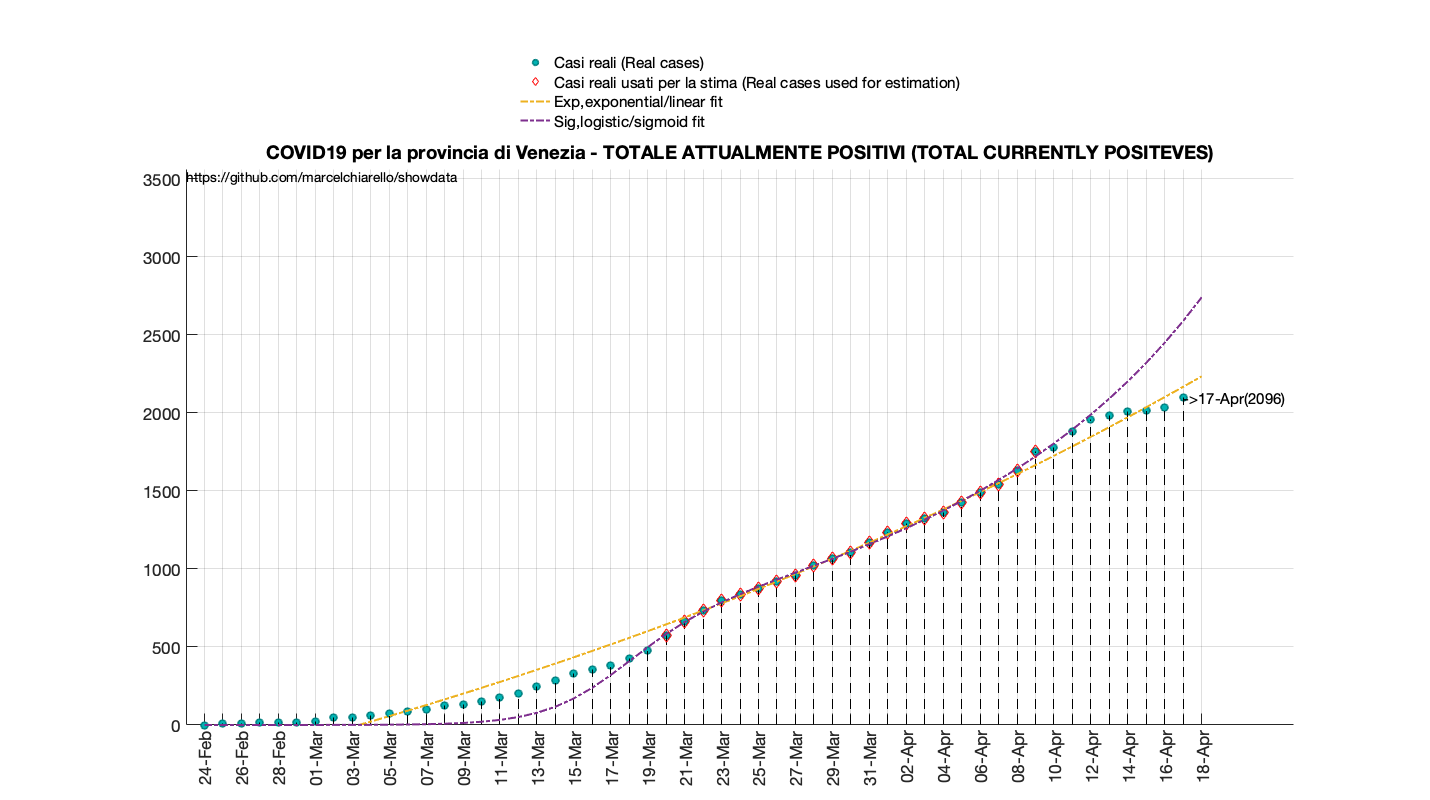 Casi reali (Real cases)
Casi reali usati per la stima (Real cases used for estimation)
Exp,exponential/linear fit
Sig,logistic/sigmoid fit
COVID19 per la provincia di Venezia - TOTALE ATTUALMENTE POSITIVI (TOTAL CURRENTLY POSITEVES)
https://github.com/marcelchiarello/showdata
3500
3000
2500
2000
1500
1000
500
0
->17-Apr(2096)
24-Feb
26-Feb
28-Feb
01-Mar
03-Mar
05-Mar
07-Mar
09-Mar
11-Mar
13-Mar
15-Mar
17-Mar
19-Mar
21-Mar
23-Mar
25-Mar
27-Mar
29-Mar
31-Mar
02-Apr
04-Apr
06-Apr
08-Apr
10-Apr
12-Apr
14-Apr
16-Apr
18-Apr